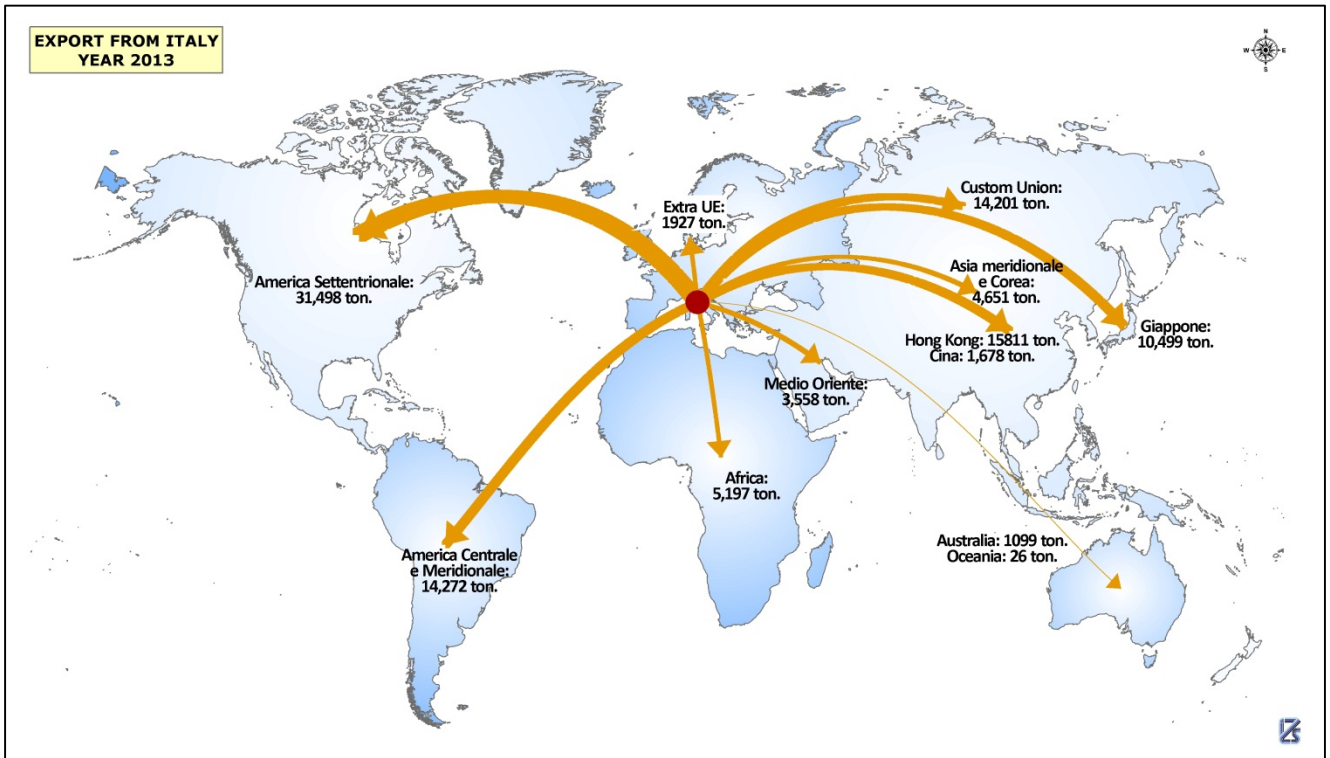 EXPORT FROM ITALY
YEAR 2013
N
W
E
S
Custom Union:
14,201 ton.
Extra UE:
1927 ton.
America Settentrionale:
31,498 ton.
Asia meridionale
e Corea:
4,651 ton.
Giappone:
10,499 ton.
Hong Kong: 15811 ton.
Cina: 1,678 ton.
Medio Oriente:
3,558 ton.
Africa:
5,197 ton.
Australia: 1099 ton.
Oceania: 26 ton.
America Centrale
e Meridionale:
14,272 ton.